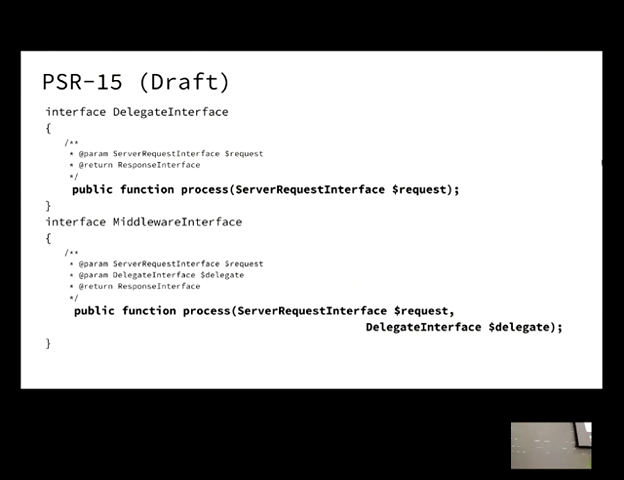 PSR-15 (Draft)
interface DelegateInterface
{
/**
* @param ServerRequestInterface $request
* @return ResponseInterface
*/
public function process(ServerRequestInterface $request);
}
interface MiddlewareInterface
{
/**
* @param ServerRequestInterface $request
* @param DelegateInterface $delegate
* @return ResponseInterface
*/
public function process(ServerRequestInterface $request,
DelegateInterface $delegate);
}